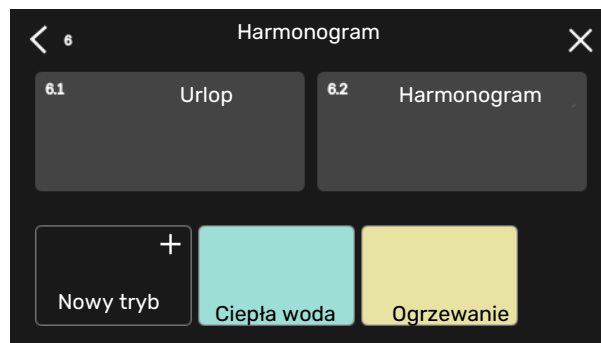 6 Harmonogram
6.1 Urlop
6.2 Harmonogram
Nowy tryb
Ciepła woda
Ogrzewanie